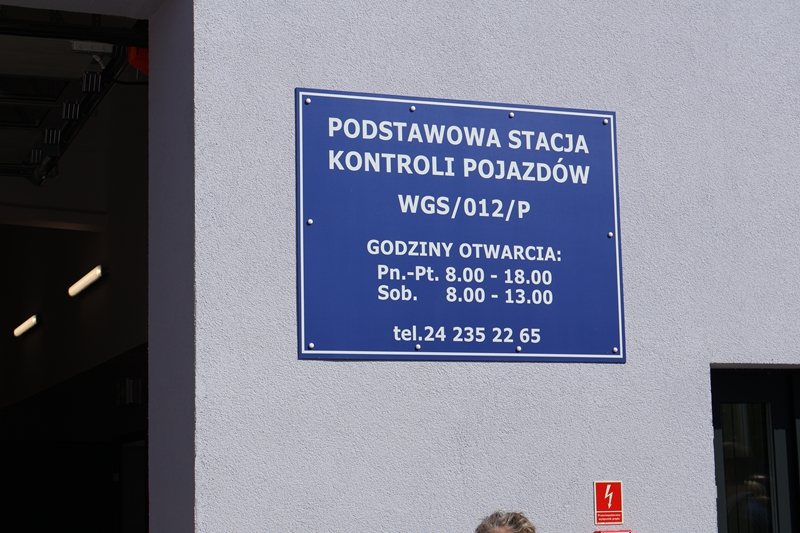 PODSTAWOWA STACJA
KONTROLI POJAZDÓW
WGS/012/P
GODZINY OTWARCIA:
Pn.-Pt. 8.00 - 18.00
Sob. 8.00 - 13.00
tel.24 235 22 65